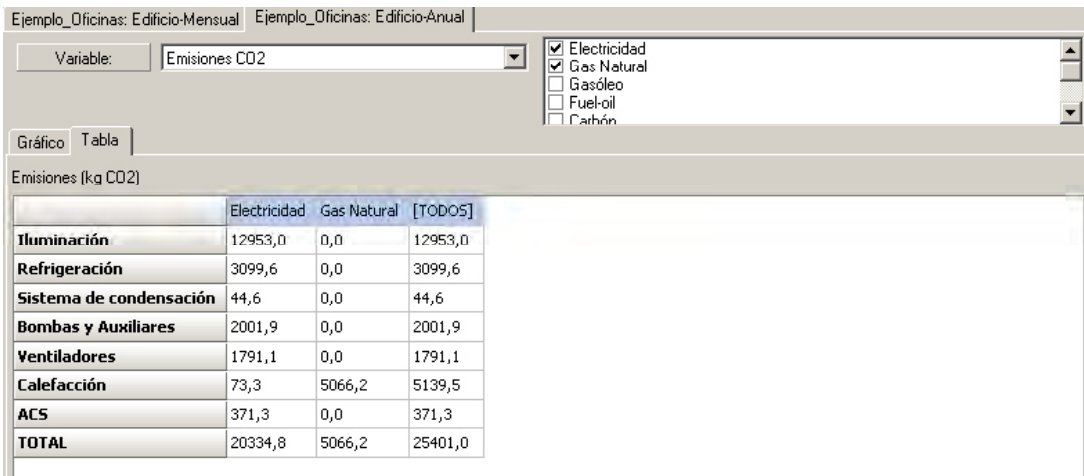 Ejemplo_Oficinas: Edificio-Mensual Ejemplo_Oficinas: Edificio-Anual
Variable: Emisiones CO2
Electricidad
Gas Natural
Gasóleo
Fuel-oil
Carbón
Gráfico Tabla
Emisiones (kg CO2)
Electricidad Gas Natural [TODOS]
Iluminación 12953,0 0,0 12953,0
Refrigeración 3099,6 0,0 3099,6
Sistema de condensación 44,6 0,0 44,6
Bombas y Auxiliares 2001,9 0,0 2001,9
Ventiladores 1791,1 0,0 1791,1
Calefacción 73,3 5066,2 5139,5
ACS 371,3 0,0 371,3
TOTAL 20334,8 5066,2 25401,0